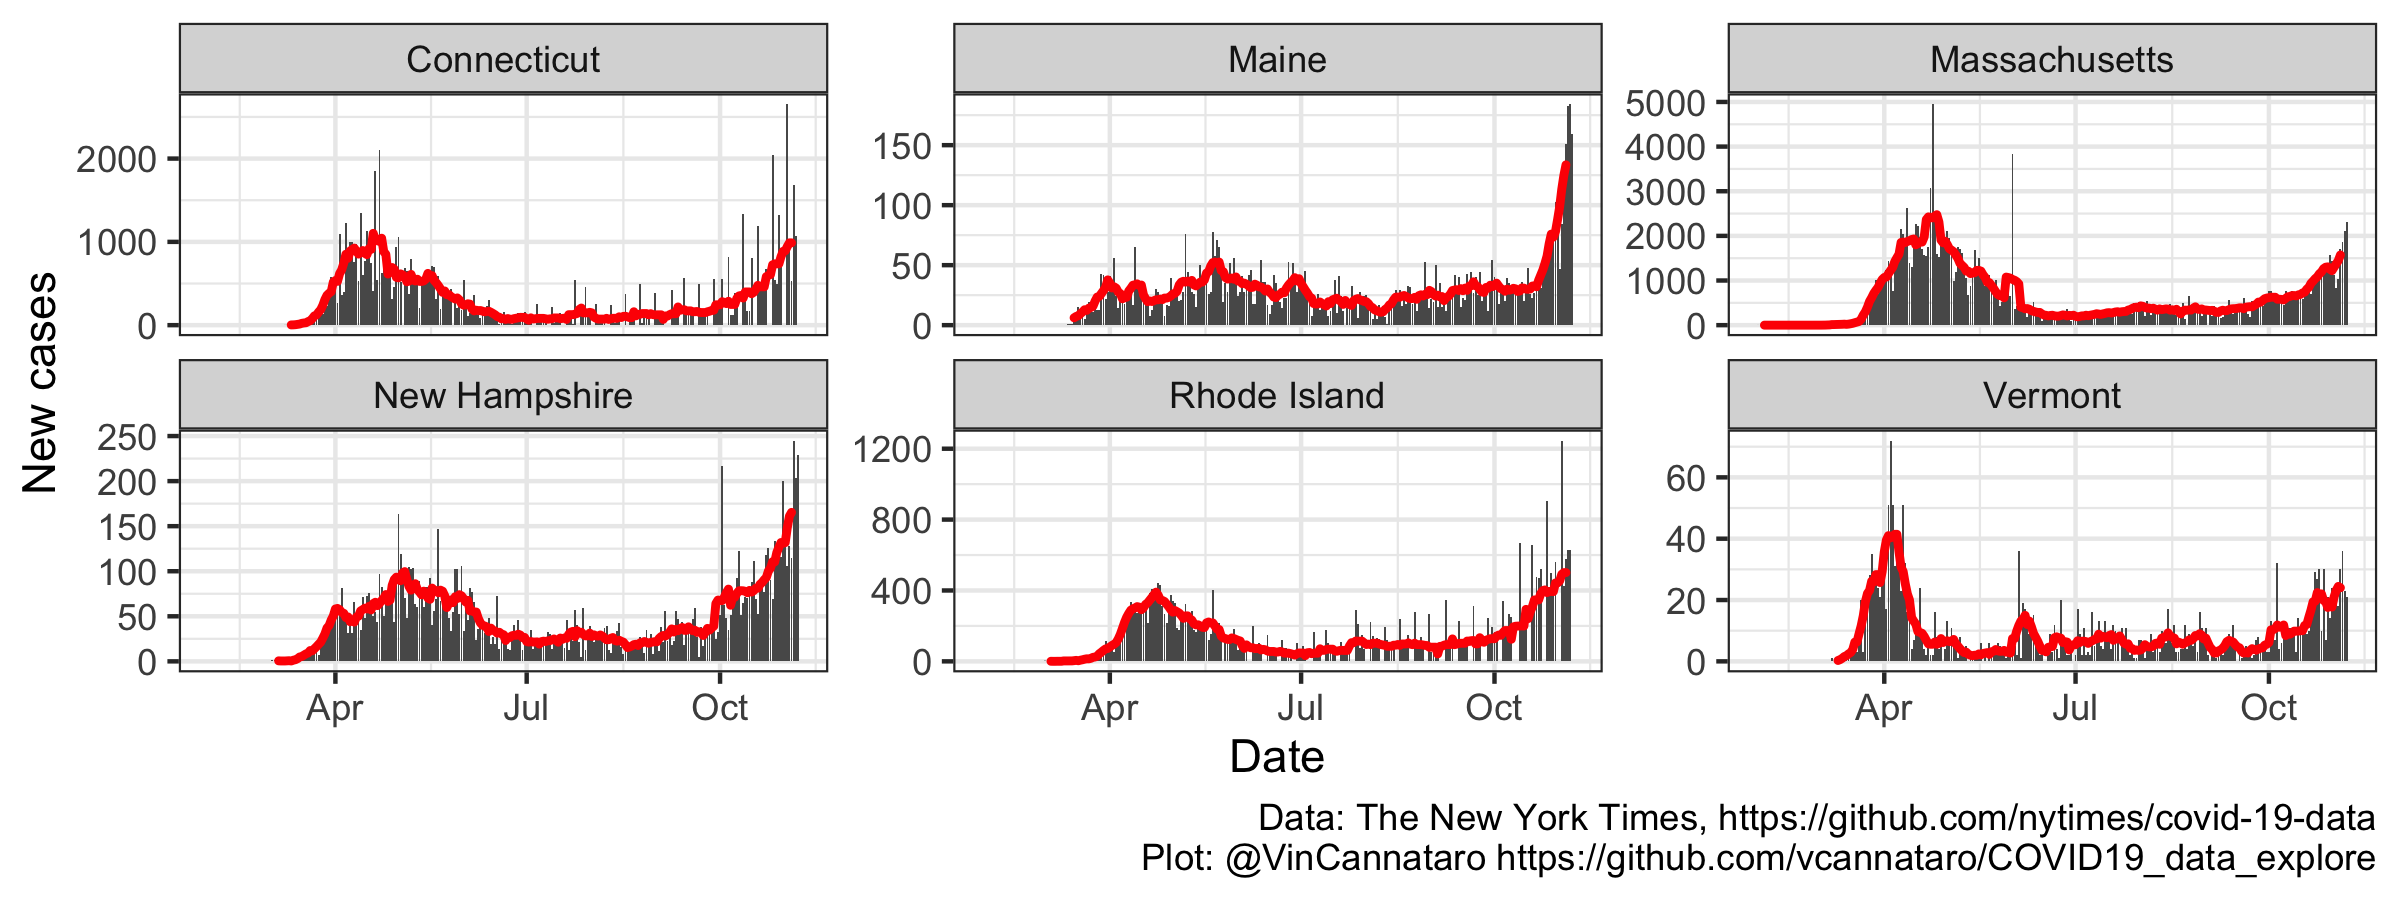 Connecticut
Maine
Massachusetts
2000
1000
0
150
100
50
0
5000
4000
3000
2000
1000
0
New cases
New Hampshire
Rhode Island
Vermont
250
200
150
100
50
0
1200
800
400
0
60
40
20
0
Apr Jul Oct
Apr Jul Oct
Apr Jul Oct
Date
Data: The New York Times, https://github.com/nytimes/covid-19-data
Plot: @VinCannataro https://github.com/vcannataro/COVID19_data_explore